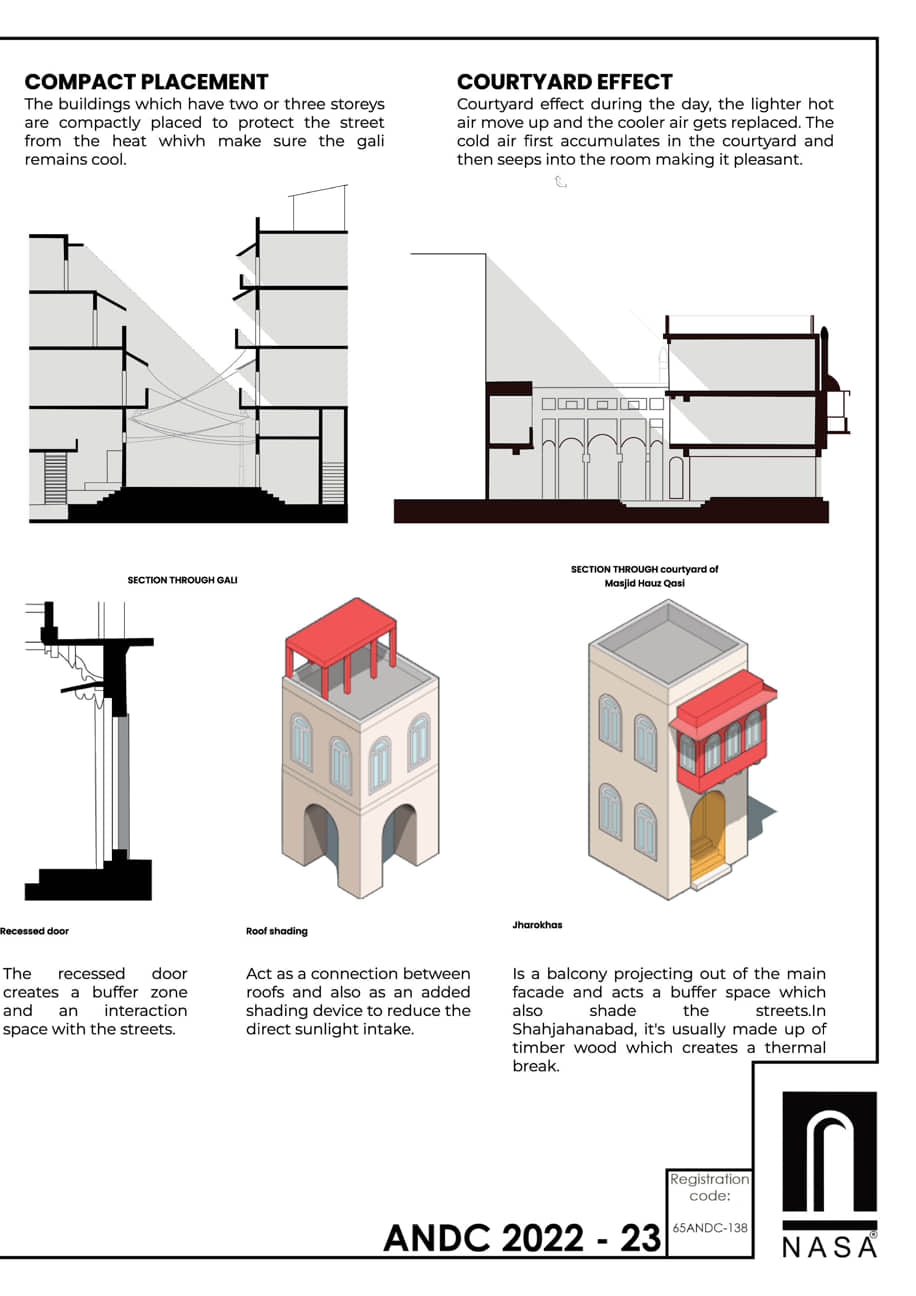 COMPACT PLACEMENT
The buildings which have two or three storeys
are compactly placed to protect the street
from the heat whivh make sure the gali
remains cool.
COURTYARD EFFECT
Courtyard effect during the day, the lighter hot
air move up and the cooler air gets replaced. The
cold air first accumulates in the courtyard and
then seeps into the room making it pleasant.
SECTION THROUGH GALI
SECTION THROUGH courtyard of
Masjid Hauz Qasi
Recessed door
The recessed door
creates a buffer zone
and an interaction
space with the streets.
Roof shading
Act as a connection between
roofs and also as an added
shading device to reduce the
direct sunlight intake.
Jharokhas
Is a balcony projecting out of the main
facade and acts a buffer space which
also shade the streets.In
Shahjahanabad, it's usually made up of
timber wood which creates a thermal
break.
ANDC 2022 - 23
Registration
code:
65ANDC-138
NASA®